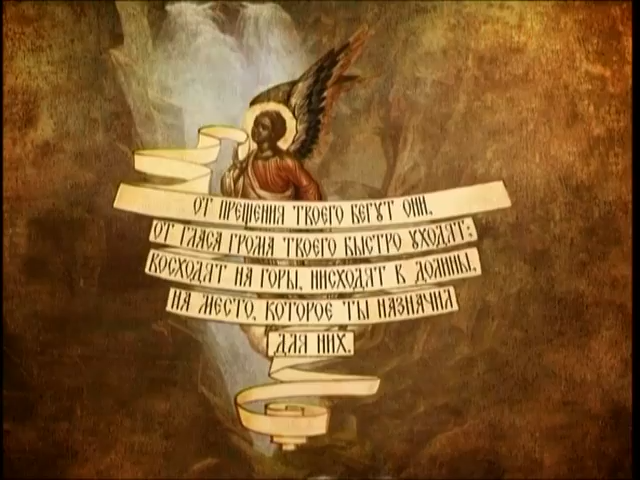 ОТ ПРЕЩЕНИЯ ТВОЕГО БЕГУТ ОНИ,
ОТ ГЛАСА ГРОМА ТВОЕГО БЫСТРО УХОДЯТ;
ВОСХОДЯТ НА ГОРЫ, НИСХОДЯТ В ДОЛИНЫ,
НА МЕСТО, КОТОРОЕ ТЫ НАЗНАЧИЛ
ДЛЯ НИХ.